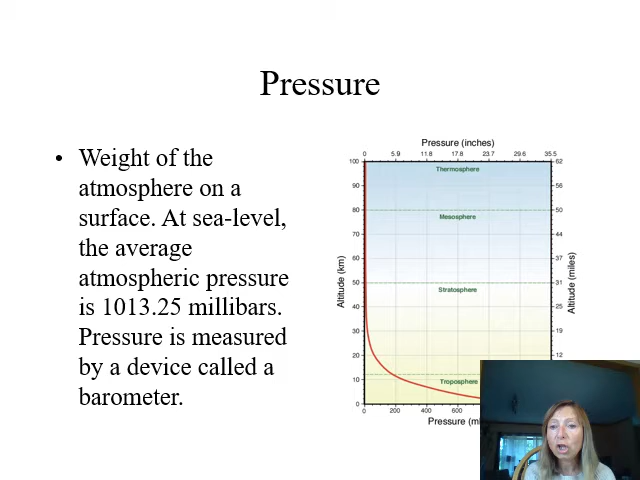 Pressure
• Weight of the
atmosphere on a
surface. At sea-level,
the average
atmospheric pressure
is 1013.25 millibars.
Pressure is measured
by a device called a
barometer.
Pressure (inches)
0 5.9 11.8 17.8 23.7 29.6 35.5
100 62
Thermosphere
90 56
80 50
Mesosphere
70 44
60 37
Altitude (km)
Altitude (miles)
50 31
Stratosphere
40 25
30 19
20 12
Troposphere
10
0
0 200 400 600
Pressure (mi